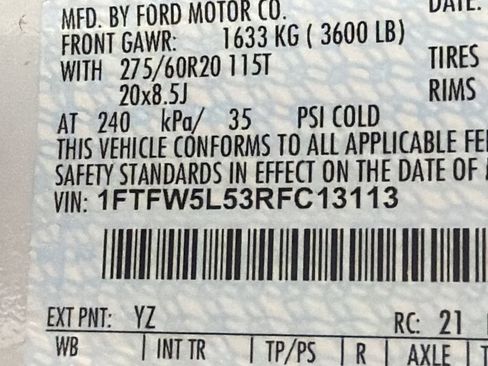 MFD. BY FORD MOTOR CO. DATE:
FRONT GAWR: 1633 KG ( 3600 LB)
WITH 275/60R20 115T TIRES
20x8.5J RIMS
AT 240 kPa/ 35 PSI COLD
THIS VEHICLE CONFORMS TO ALL APPLICABLE FE
SAFETY STANDARDS IN EFFECT ON THE DATE OF
VIN: 1FTFW5L53RFC13113
EXT PNT: YZ RC: 21
WB INT TR TP/PS R AXLE T